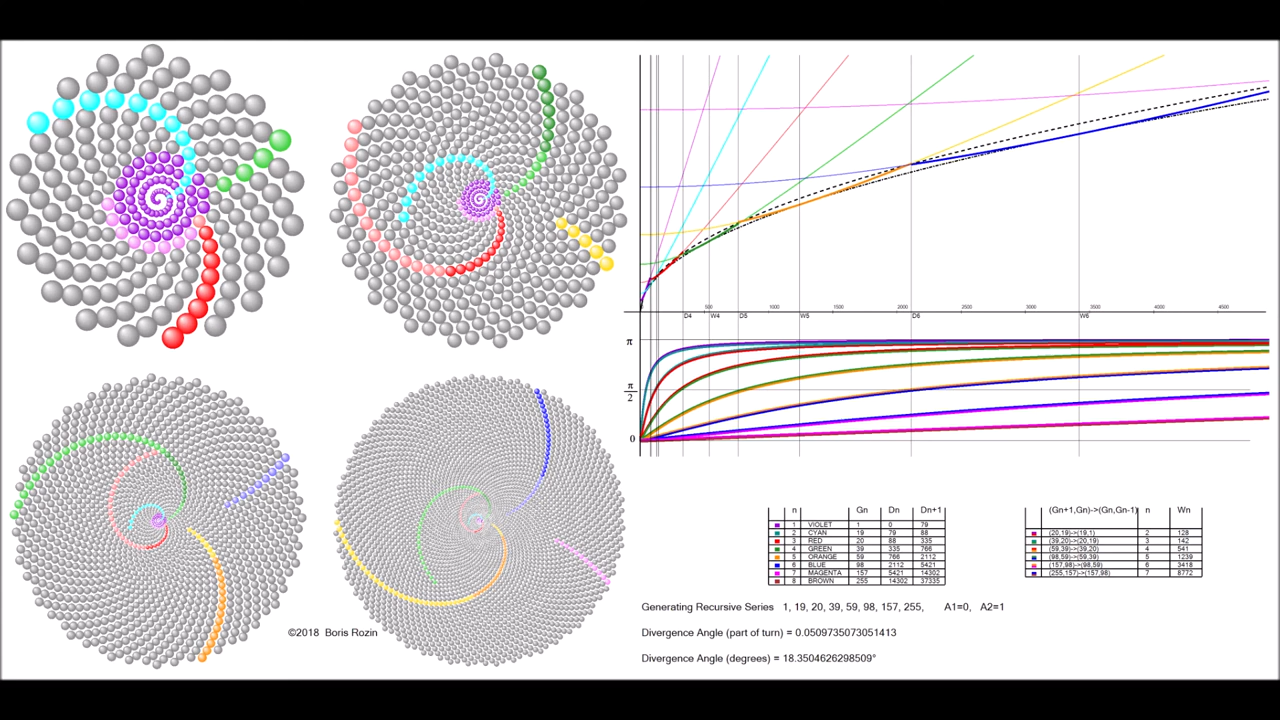 500 1000 1500 2000 2500 3000 3500 4000 4500
D4 W4 D5 W5 D6 W6
π
π
2
0
n Gn Dn Dn+1
1 VIOLET 1 0 79
2 CYAN 19 79 88
3 RED 20 88 335
4 GREEN 39 335 766
5 ORANGE 59 766 2112
6 BLUE 98 2112 5421
7 MAGENTA 157 5421 14302
8 BROWN 255 14302 37335
(Gn+1,Gn)->(Gn,Gn-1) n Wn
(20,19)->(19,1) 2 128
(39,20)->(20,19) 3 142
(59,39)->(39,20) 4 541
(98,59)->(59,39) 5 1239
(157,98)->(98,59) 6 3418
(255,157)->(157,98) 7 8772
Generating Recursive Series 1, 19, 20, 39, 59, 98, 157, 255, A1=0, A2=1
©2018 Boris Rozin
Divergence Angle (part of turn) = 0.0509735073051413
Divergence Angle (degrees) = 18.3504626298509°